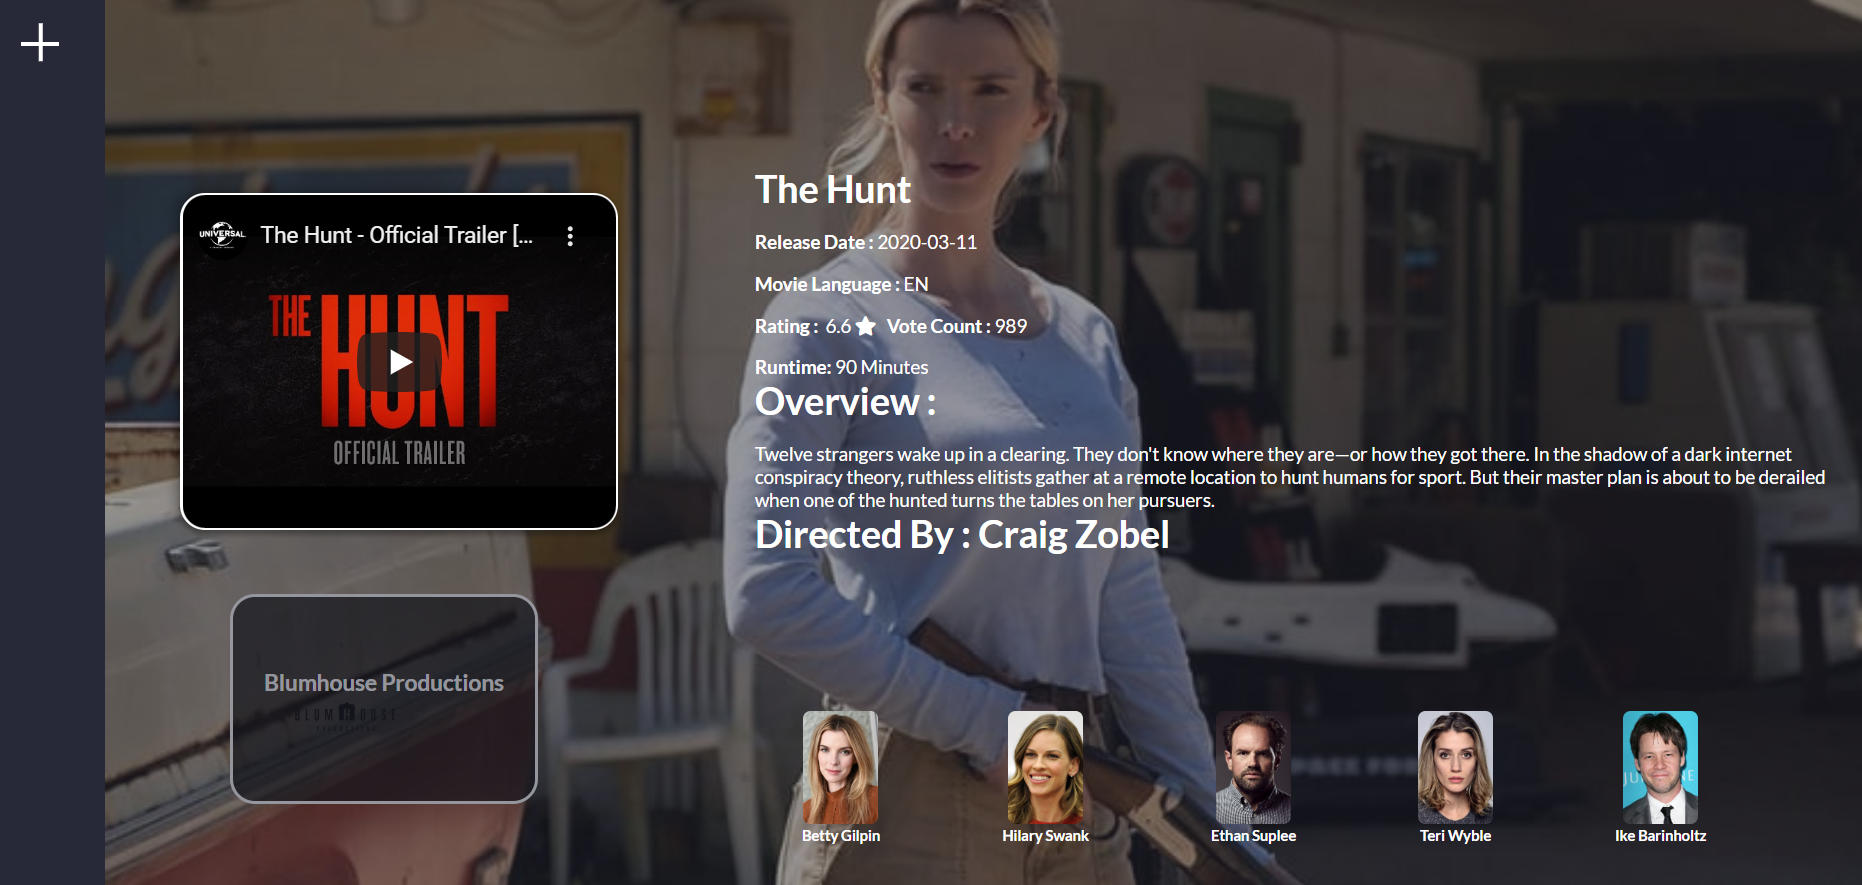 UNIVERSAL
The Hunt - Official Trailer [...
THE
HUNT
OFFICIAL TRAILER
The Hunt
Release Date : 2020-03-11
Movie Language : EN
Rating : 6.6 Vote Count : 989
Runtime: 90 Minutes
Overview :
Twelve strangers wake up in a clearing. They don't know where they are—or how they got there. In the shadow of a dark internet
conspiracy theory, ruthless elitists gather at a remote location to hunt humans for sport. But their master plan is about to be derailed
when one of the hunted turns the tables on her pursuers.
Directed By : Craig Zobel
Blumhouse Productions
BLUMHOUSE
Betty Gilpin
Hilary Swank
Ethan Suplee
Teri Wyble
Ike Barinholtz